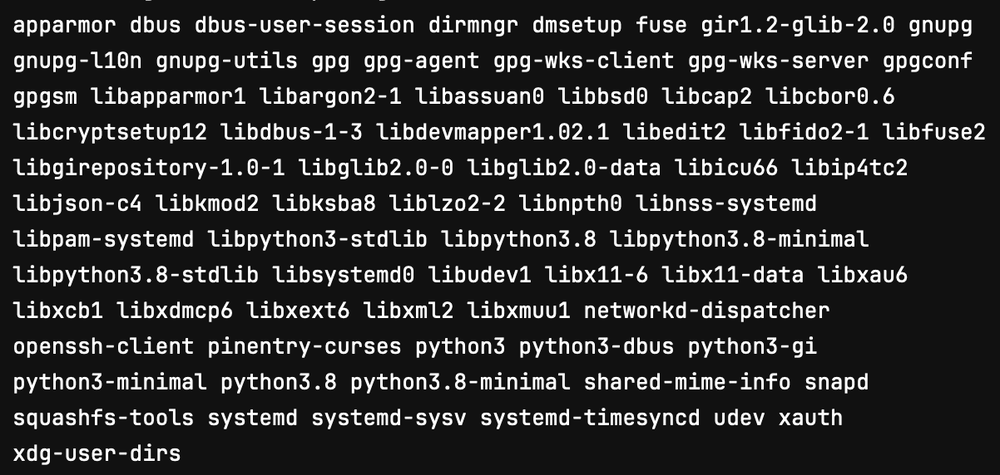 apparmor dbus dbus-user-session dirmngr dmsetup fuse gir1.2-glib-2.0 gnupg
gnupg-l10n gnupg-utils gpg gpg-agent gpg-wks-client gpg-wks-server gpgconf
gpgsm libapparmor1 libargon2-1 libassuan0 libbsd0 libcap2 libcbor0.6
libcryptsetup12 libdbus-1-3 libdevmapper1.02.1 libedit2 libfido2-1 libfuse2
libgirepository-1.0-1 libglib2.0-0 libglib2.0-data libicu66 libip4tc2
libjson-c4 libkmod2 libksba8 liblzo2-2 libnpth0 libnss-systemd
libpam-systemd libpython3-stdlib libpython3.8 libpython3.8-minimal
libpython3.8-stdlib libsystemd0 libudev1 libx11-6 libx11-data libxau6
libxcb1 libxdmcp6 libxext6 libxml2 libxmuu1 networkd-dispatcher
openssh-client pinentry-curses python3 python3-dbus python3-gi
python3-minimal python3.8 python3.8-minimal shared-mime-info snapd
squashfs-tools systemd systemd-sysv systemd-timesyncd udev xauth
xdg-user-dirs